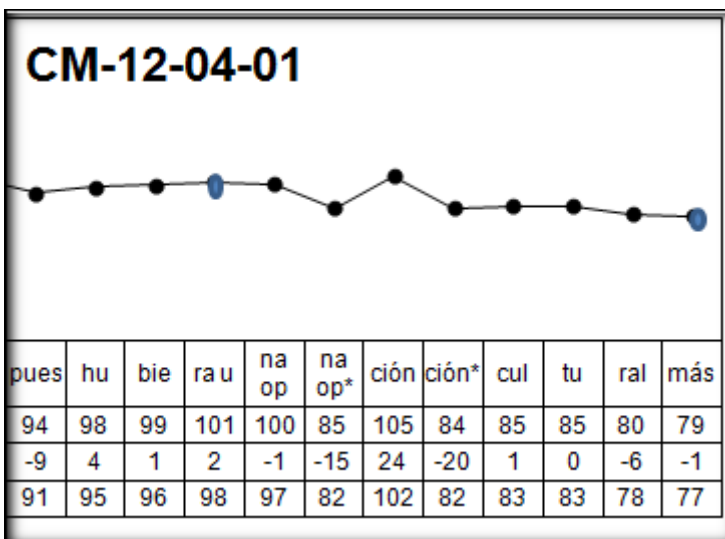 CM-12-04-01
pues hu bie ra u na op na op* ción ción* cul tu ral más
94 98 99 101 100 85 105 84 85 85 80 79
-9 4 1 2 -1 -15 24 -20 1 0 -6 -1
91 95 96 98 97 82 102 82 83 83 78 77